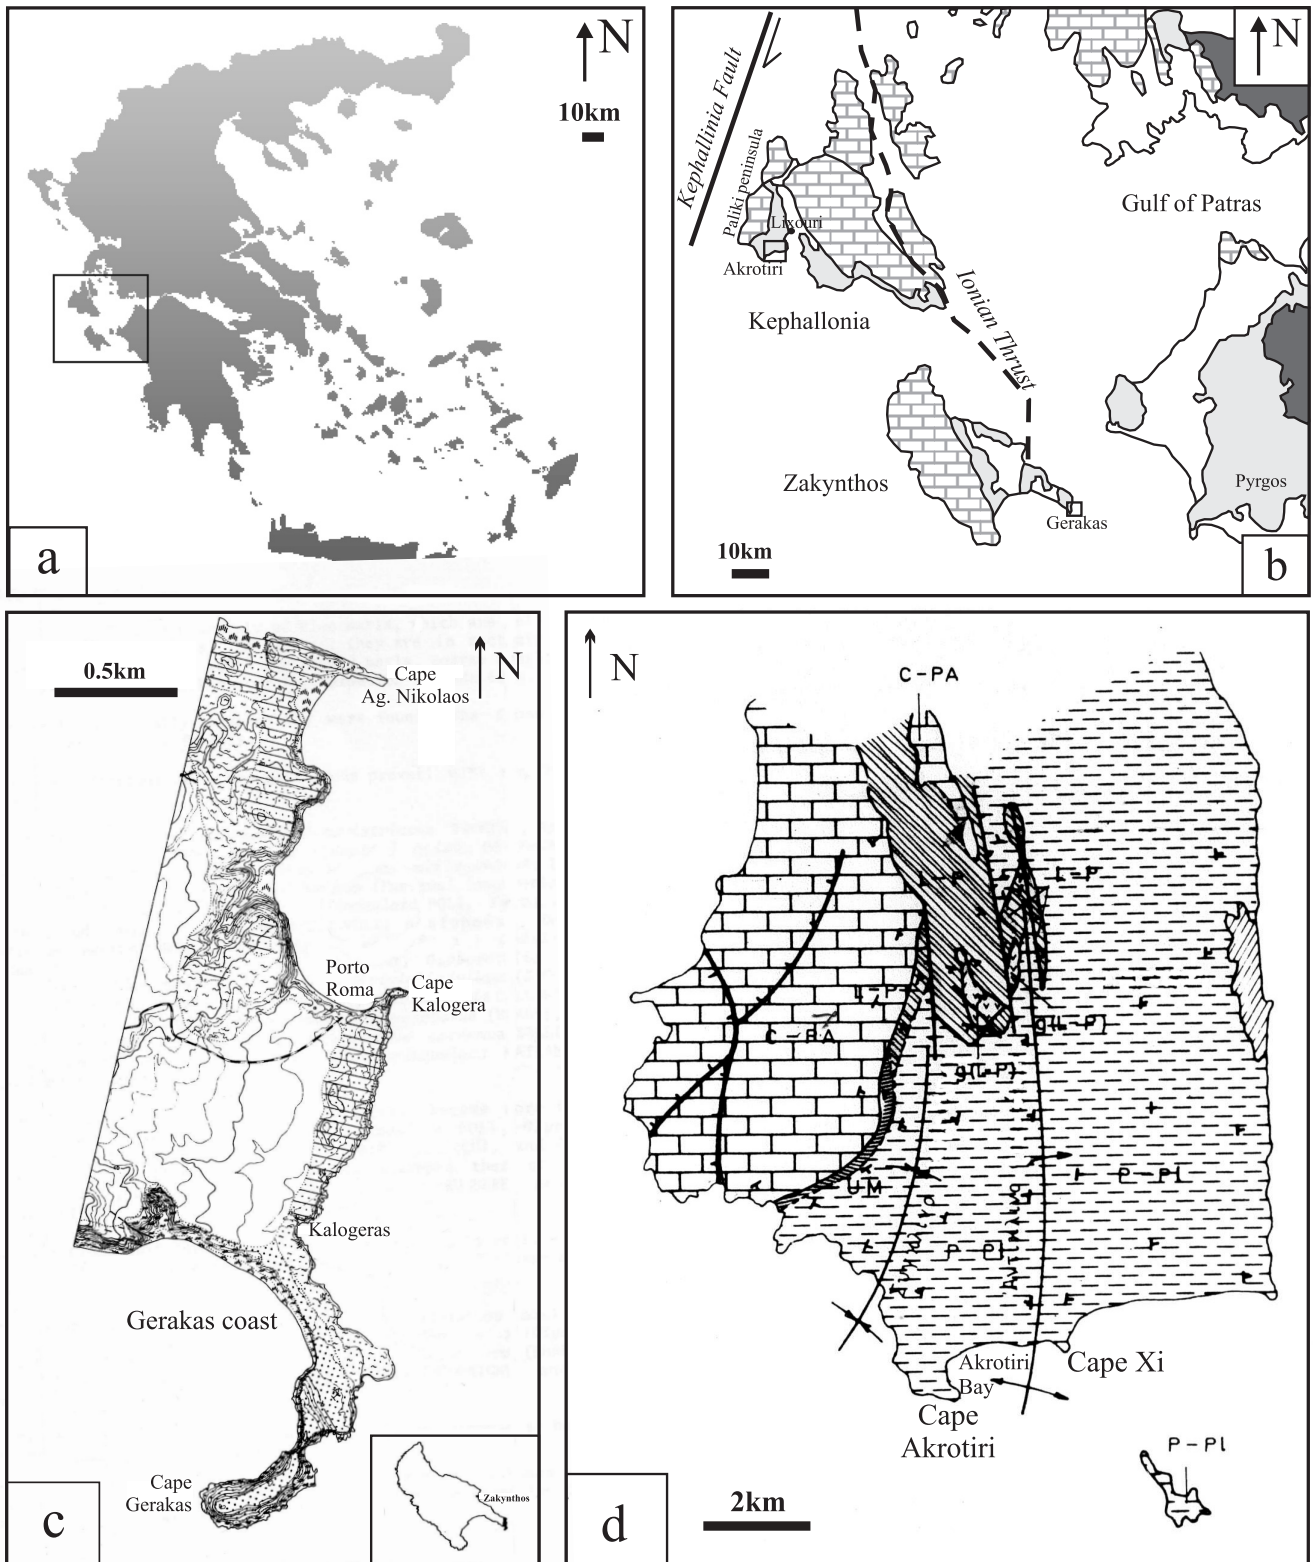 N
10km
a
N
Kephallinia Fault
Paliki peninsula
Lixouri
Akrotiri
Gulf of Patras
Kephallonia
Ionian Thrust
Zakynthos
Pyrgos
Gerakas
10km
b
0.5km
N
Cape
Ag. Nikolaos
Porto
Roma
Cape
Kalogera
Kalogeras
Gerakas coast
Cape
Gerakas
Zakynthos
c
N
C-PA
L-P
L-P
L-P
C-PA
g(L-P)
g(L-P)
UM
P-Pl
P-Pl
Akrotiri
Bay
Cape Xi
Cape
Akrotiri
P-Pl
2km
d